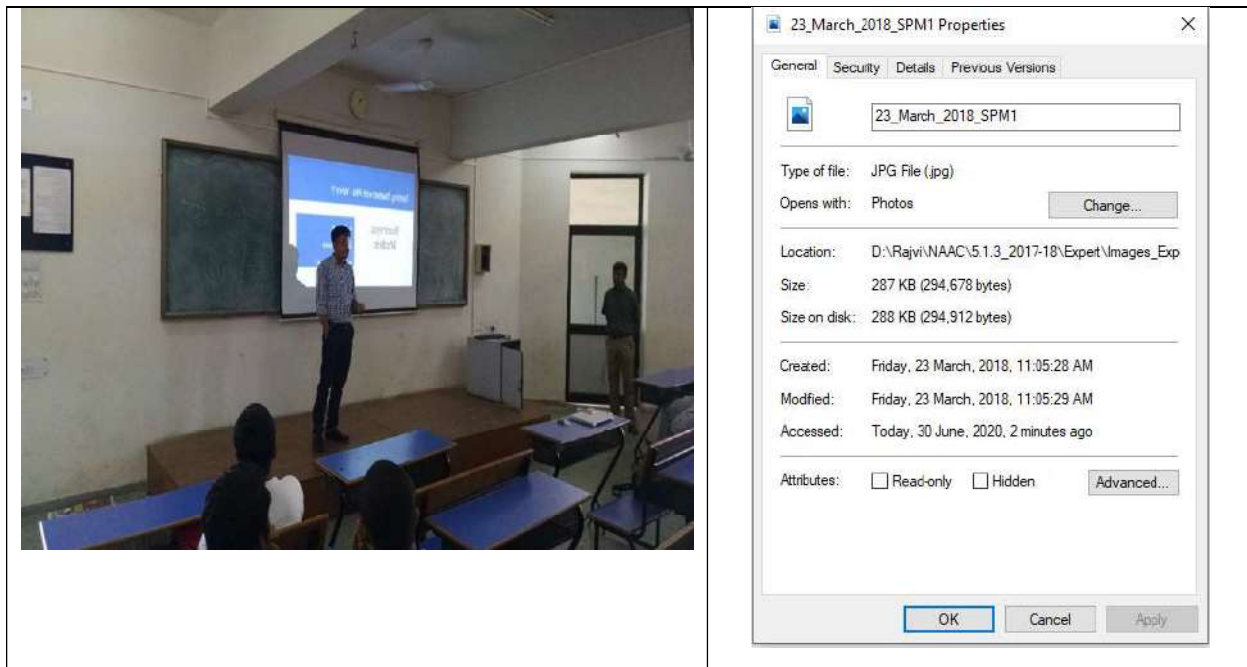 23_March_2018_SPM1 Properties
General Security Details Previous Versions
23_March_2018_SPM1
Type of file: JPG File (.jpg)
Opens with: Photos Change...
Location: D:\Rajvi\NAAC\5.1.3_2017-18\Expert\Images_Exp
Size: 287 KB (294,678 bytes)
Size on disk: 288 KB (294,912 bytes)
Created: Friday, 23 March, 2018, 11:05:28 AM
Modified: Friday, 23 March, 2018, 11:05:29 AM
Accessed: Today, 30 June, 2020, 2 minutes ago
Attributes: Read-only Hidden Advanced...
OK Cancel Apply